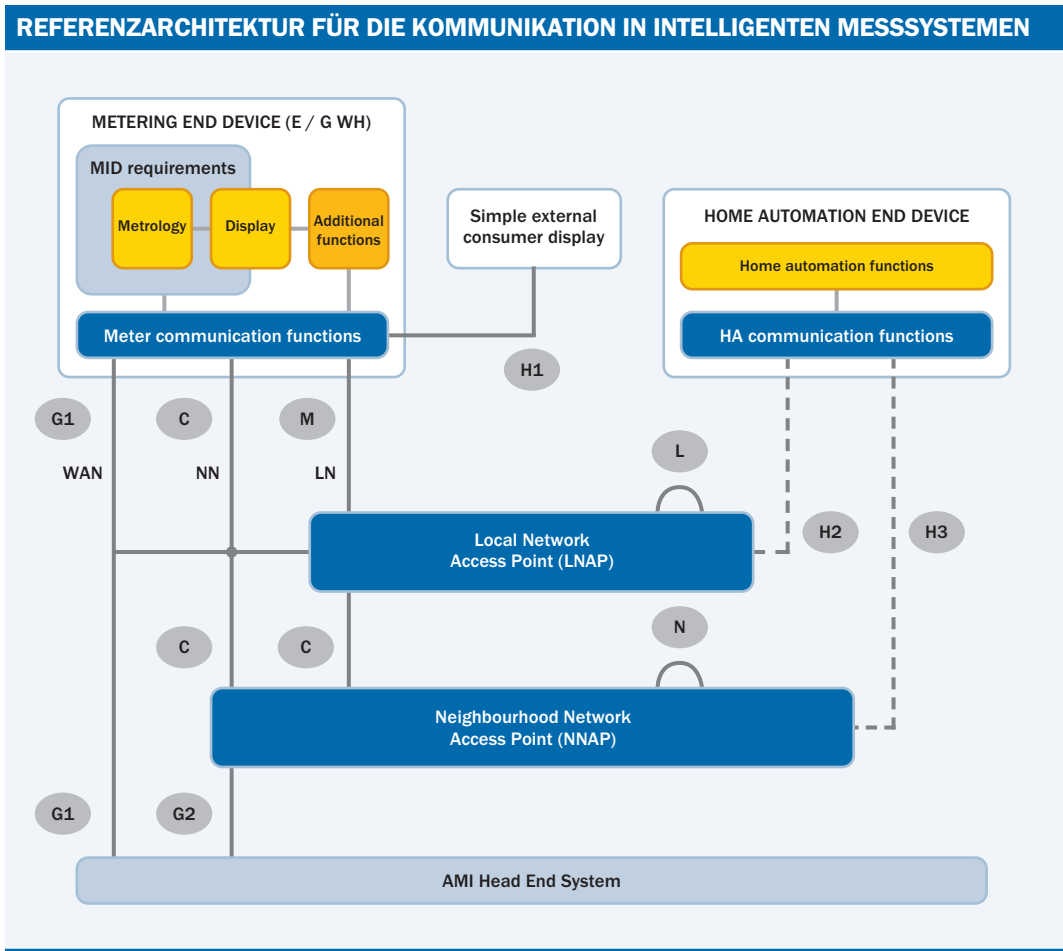 REFERENZARCHITEKTUR FÜR DIE KOMMUNIKATION IN INTELLIGENTEN MESSSYSTEMEN
METERING END DEVICE (E / G WH)
MID requirements
Metrology
Display
Additional
functions
Meter communication functions
Simple external
consumer display
HOME AUTOMATION END DEVICE
Home automation functions
HA communication functions
H1
G1
C
M
WAN
NN
LN
L
Local Network
Access Point (LNAP)
H2
H3
C
C
N
Neighbourhood Network
Access Point (NNAP)
G1
G2
AMI Head End System